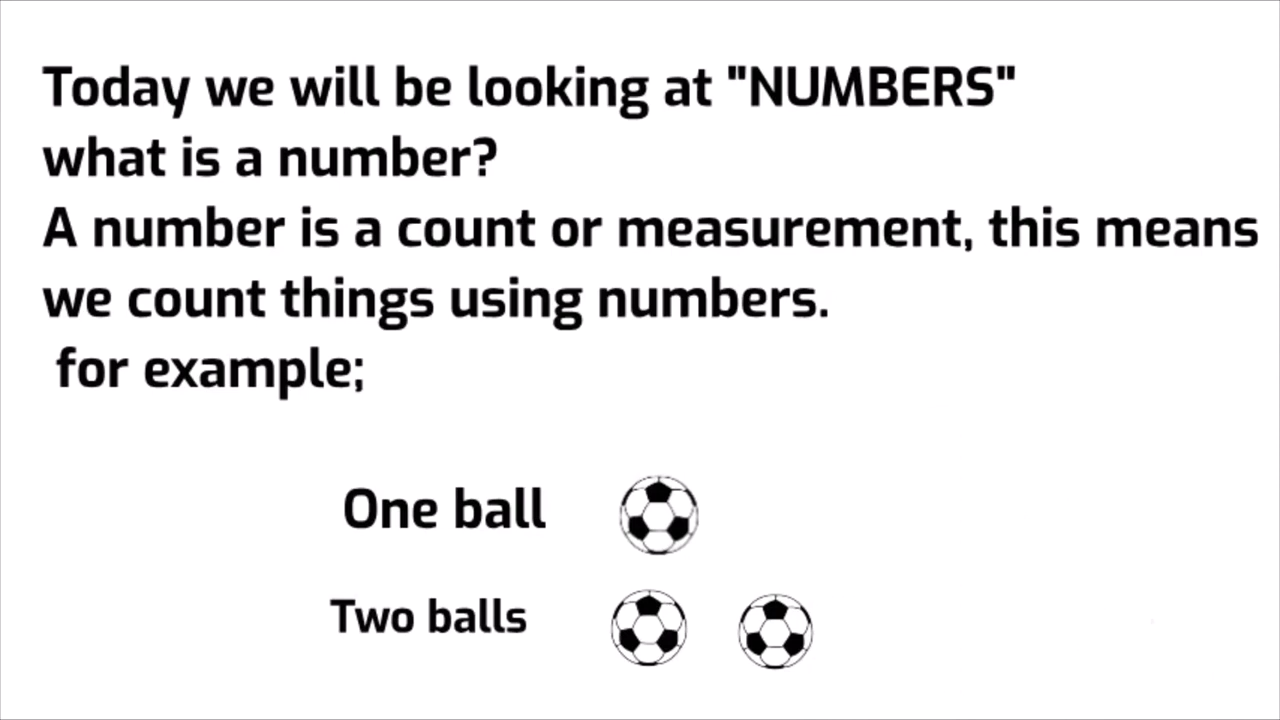 Today we will be looking at "NUMBERS"
what is a number?
A number is a count or measurement, this means
we count things using numbers.
for example;
One ball
Two balls